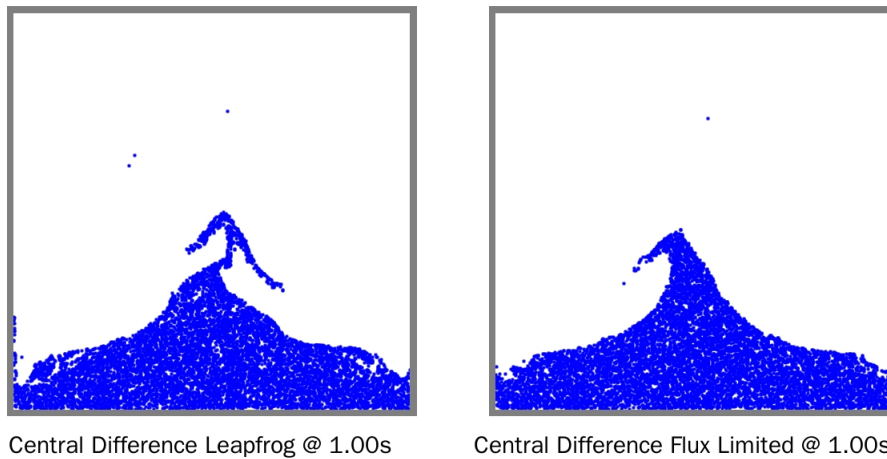 Central Difference Leapfrog @ 1.00s
Central Difference Flux Limited @ 1.00s